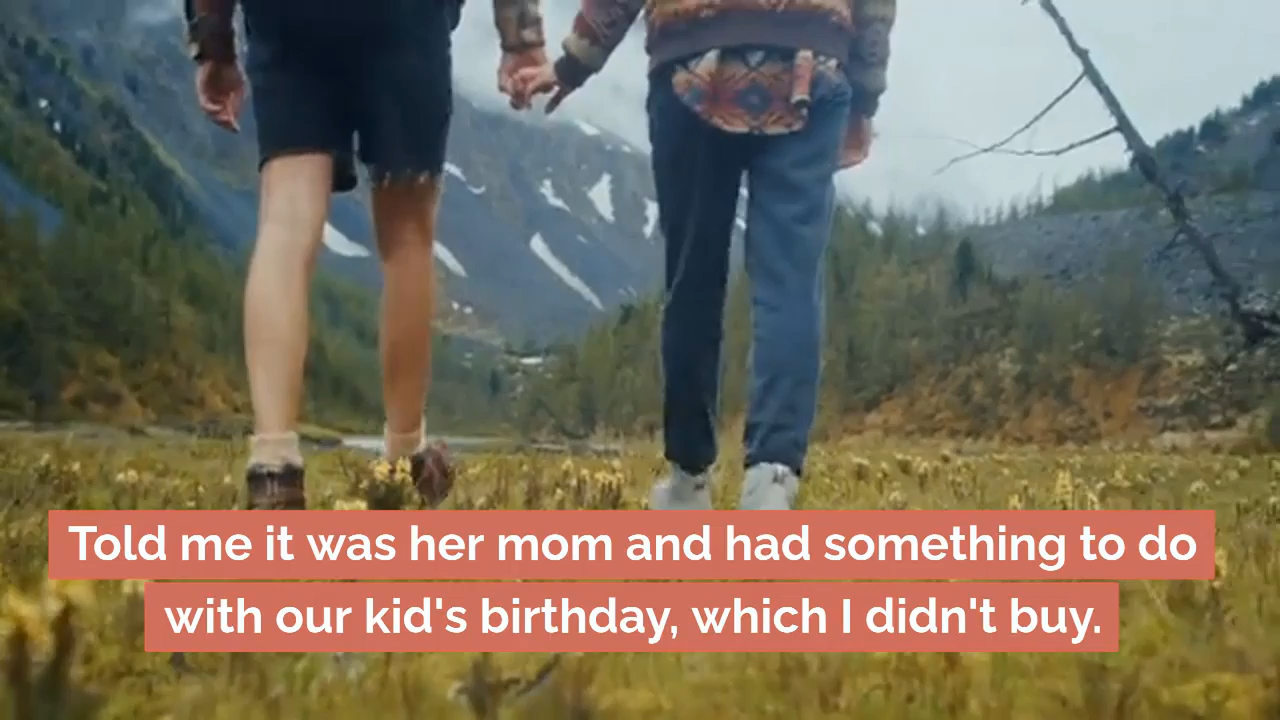 Told me it was her mom and had something to do
with our kid's birthday, which I didn't buy.